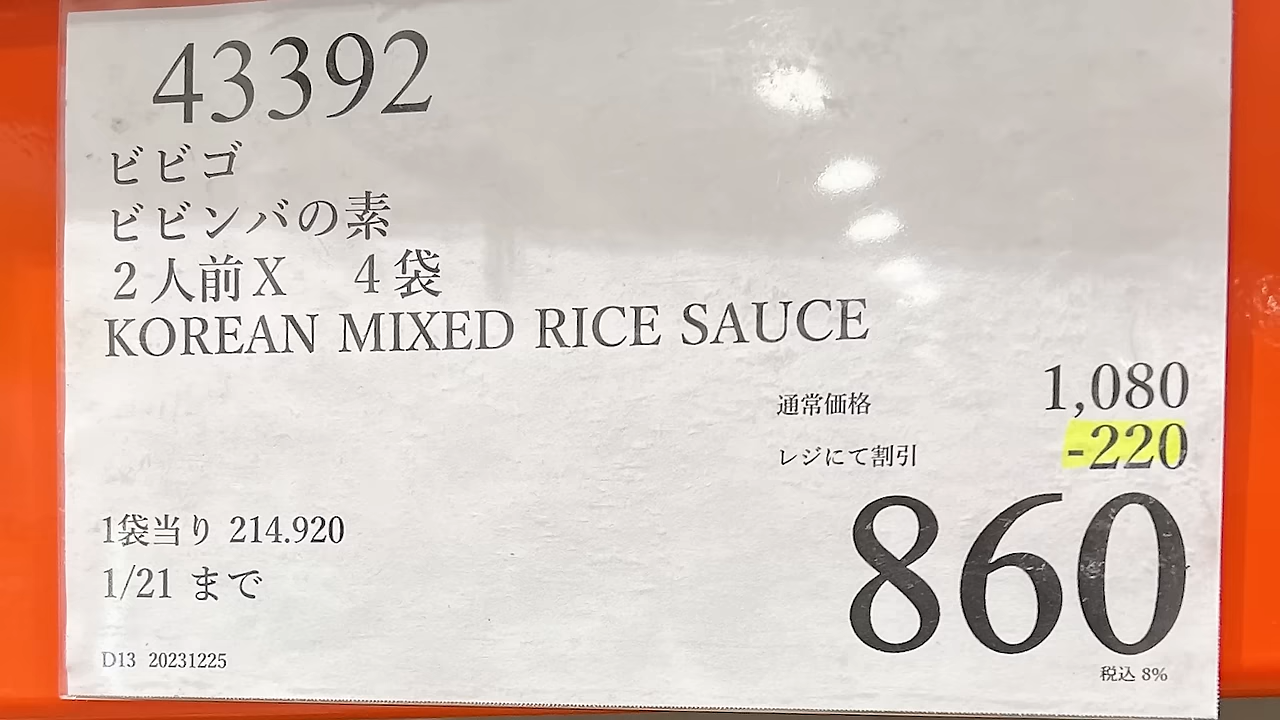 43392
ビビゴ
ビビンバの素
２人前Ｘ　４袋
KOREAN MIXED RICE SAUCE
通常価格 1,080
レジにて割引 -220
860
1袋当り 214.920
1/21 まで
税込 8%
D13 20231225